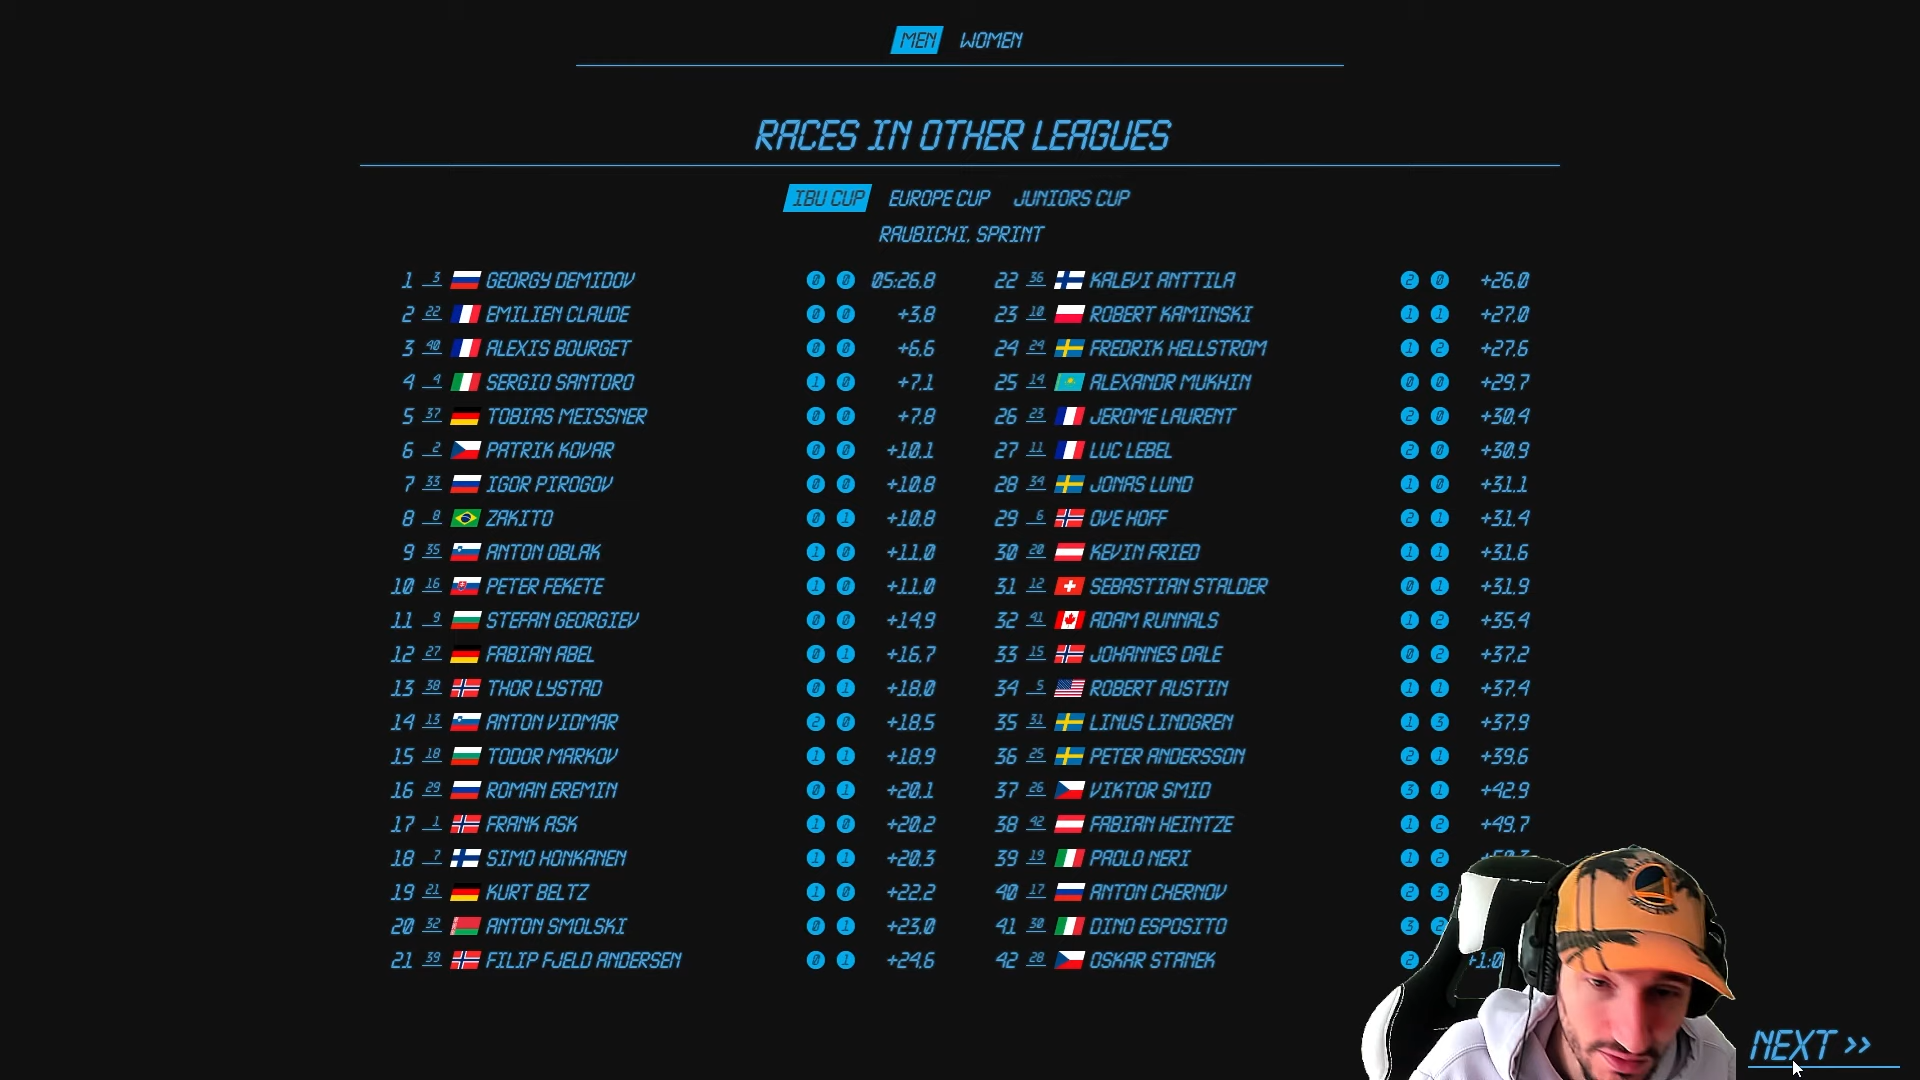 MEN WOMEN
RACES IN OTHER LEAGUES
IBU CUP EUROPE CUP JUNIORS CUP
RAUBICHI, SPRINT
1 3 GEORGY DEMIDOV 0 0 05:26.8
2 22 EMILIEN CLAUDE 0 0 +3.8
3 40 ALEXIS BOURGET 0 0 +6.6
4 4 SERGIO SANTORO 1 0 +7.1
5 37 TOBIAS MEISSNER 0 0 +7.8
6 2 PATRIK KOVAR 0 0 +10.1
7 33 IGOR PIROGOV 0 0 +10.8
8 8 ZAKITO 0 1 +10.8
9 35 ANTON OBLAK 1 0 +11.0
10 16 PETER FEKETE 1 0 +11.0
11 9 STEFAN GEORGIEV 0 0 +14.9
12 27 FABIAN ABEL 0 1 +16.7
13 38 THOR LYSTAD 0 1 +18.0
14 13 ANTON VIDMAR 2 0 +18.5
15 18 TODOR MARKOV 1 1 +18.9
16 29 ROMAN EREMIN 0 1 +20.1
17 1 FRANK ASK 1 0 +20.2
18 7 SIMO HONKANEN 1 1 +20.3
19 21 KURT BELTZ 1 0 +22.2
20 32 ANTON SMOLSKI 0 1 +23.0
21 39 FILIP FJELD ANDERSEN 0 1 +24.6
22 36 KALEVI ANTTILA 2 0 +26.0
23 10 ROBERT KAMINSKI 1 1 +27.0
24 24 FREDRIK HELLSTROM 1 2 +27.6
25 14 ALEXANDR MUKHIN 0 0 +29.7
26 23 JEROME LAURENT 2 0 +30.4
27 11 LUC LEBEL 2 0 +30.9
28 34 JONAS LUND 1 0 +31.1
29 6 OVE HOFF 2 1 +31.4
30 20 KEVIN FRIED 1 1 +31.6
31 12 SEBASTIAN STALDER 0 1 +31.9
32 41 ADAM RUNNALS 1 2 +35.4
33 15 JOHANNES DALE 0 2 +37.2
34 5 ROBERT AUSTIN 1 1 +37.4
35 31 LINUS LINDGREN 1 3 +37.9
36 25 PETER ANDERSSON 2 1 +39.6
37 26 VIKTOR SMID 3 1 +42.9
38 42 FABIAN HEINTZE 1 2 +49.7
39 19 PAOLO NERI 1 2
40 17 ANTON CHERNOV 2 3
41 30 DINO ESPOSITO 3 2
42 28 OSKAR STANEK 2
NEXT >>